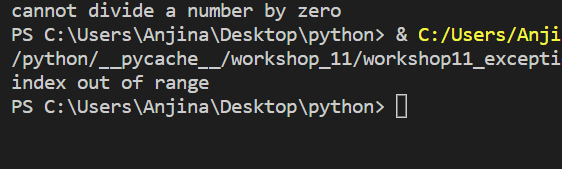 cannot divide a number by zero
PS C:\Users\Anjina\Desktop\python> & C:/Users/Anji
/python/__pycache__/workshop_11/workshop11_excepti
index out of range
PS C:\Users\Anjina\Desktop\python>